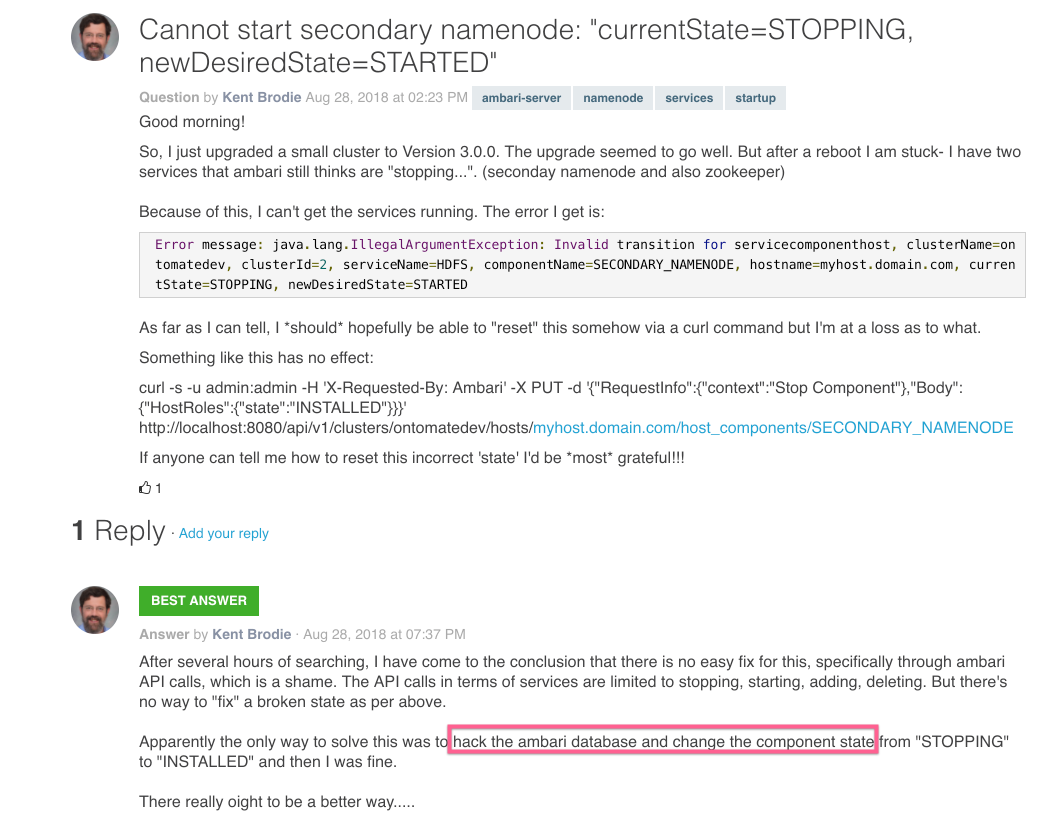 Cannot start secondary namenode: "currentState=STOPPING,
newDesiredState=STARTED"
Question by Kent Brodie Aug 28, 2018 at 02:23 PM ambari-server namenode services startup
Good morning!
So, I just upgraded a small cluster to Version 3.0.0. The upgrade seemed to go well. But after a reboot I am stuck- I have two
services that ambari still thinks are "stopping...". (seconday namenode and also zookeeper)
Because of this, I can't get the services running. The error I get is:
Error message: java.lang.IllegalArgumentException: Invalid transition for servicecomponenthost, clusterName=on
tomatedev, clusterId=2, serviceName=HDFS, componentName=SECONDARY_NAMENODE, hostname=myhost.domain.com, curren
tState=STOPPING, newDesiredState=STARTED
As far as I can tell, I *should* hopefully be able to "reset" this somehow via a curl command but I'm at a loss as to what.
Something like this has no effect:
curl -s -u admin:admin -H 'X-Requested-By: Ambari' -X PUT -d '{"RequestInfo":{"context":"Stop Component"},"Body":
{"HostRoles":{"state":"INSTALLED"}}}'
http://localhost:8080/api/v1/clusters/ontomatedev/hosts/myhost.domain.com/host_components/SECONDARY_NAMENODE
If anyone can tell me how to reset this incorrect 'state' I'd be *most* grateful!!!
1
1 Reply · Add your reply
BEST ANSWER
Answer by Kent Brodie · Aug 28, 2018 at 07:37 PM
After several hours of searching, I have come to the conclusion that there is no easy fix for this, specifically through ambari
API calls, which is a shame. The API calls in terms of services are limited to stopping, starting, adding, deleting. But there's
no way to "fix" a broken state as per above.
Apparently the only way to solve this was to hack the ambari database and change the component state from "STOPPING"
to "INSTALLED" and then I was fine.
There really oight to be a better way.....